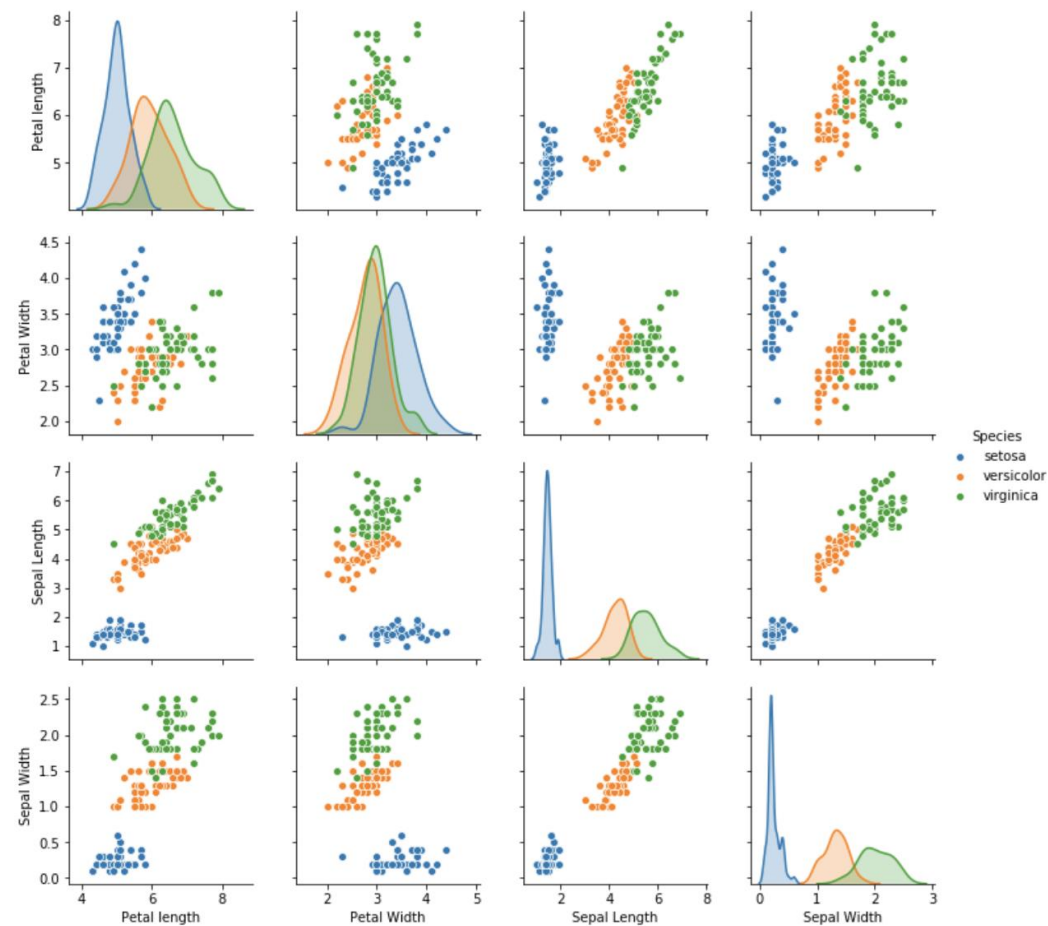 8
7
6
5
Petal length
4.5
4.0
3.5
3.0
2.5
2.0
Petal Width
Species
setosa
versicolor
virginica
7
6
5
4
3
2
1
Sepal Length
2.5
2.0
1.5
1.0
0.5
0.0
Sepal Width
4 6 8
Petal length
2 3 4 5
Petal Width
2 4 6 8
Sepal Length
0 1 2 3
Sepal Width